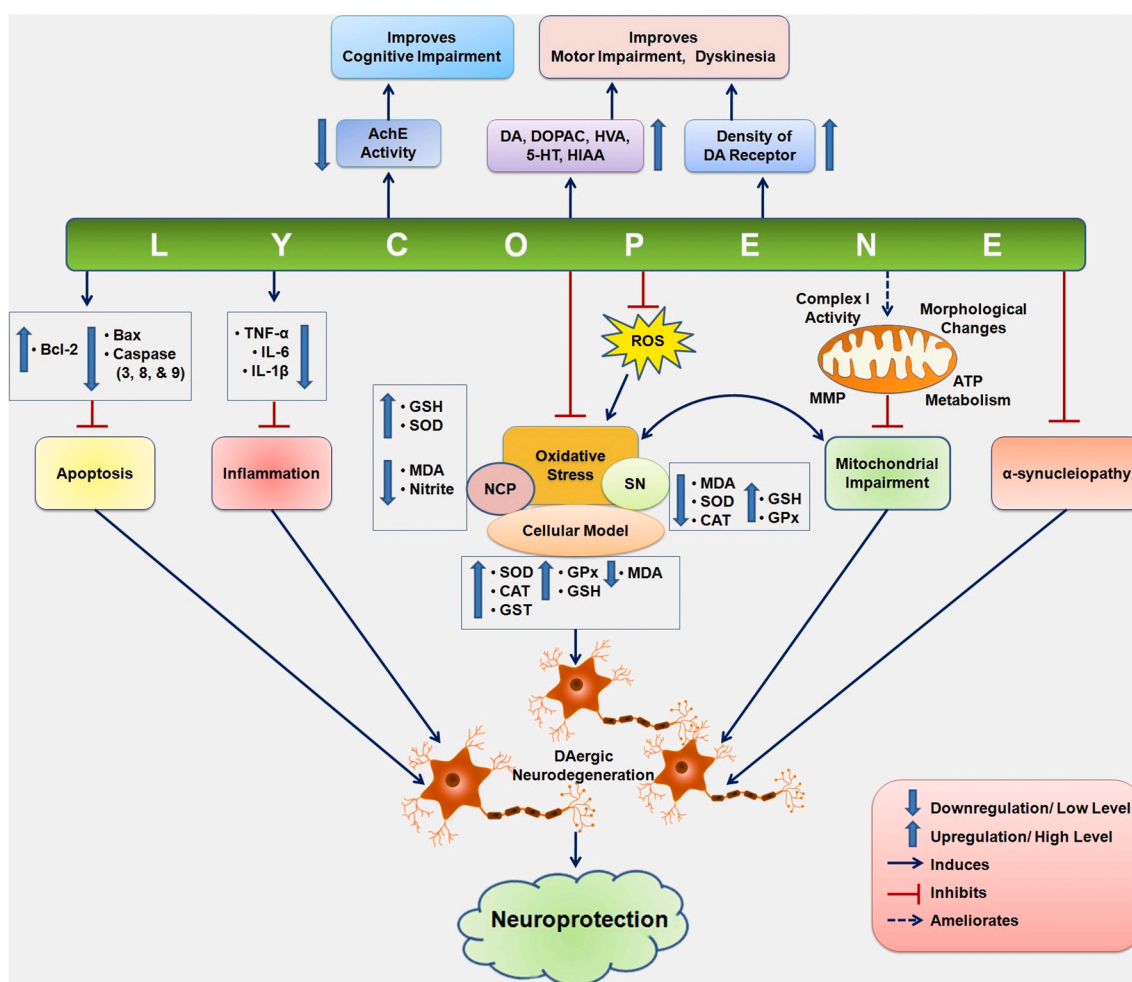 Improves
Cognitive Impairment
Improves
Motor Impairment, Dyskinesia
AchE
Activity
DA, DOPAC, HVA,
5-HT, HIAA
Density of
DA Receptor
L Y C O P E N E
• Bcl-2
• Bax
• Caspase
(3, 8, & 9)
• TNF-α
• IL-6
• IL-1β
ROS
Complex I
Activity
Morphological
Changes
MMP
ATP
Metabolism
• GSH
• SOD
• MDA
• Nitrite
Apoptosis
Inflammation
Oxidative
Stress
NCP
SN
Cellular Model
• MDA
• SOD
• CAT
• GSH
• GPx
Mitochondrial
Impairment
α-synucleiopathy
• SOD
• CAT
• GST
• GPx
• GSH
• MDA
DAergic
Neurodegeneration
Neuroprotection
Downregulation/ Low Level
Upregulation/ High Level
Induces
Inhibits
Ameliorates